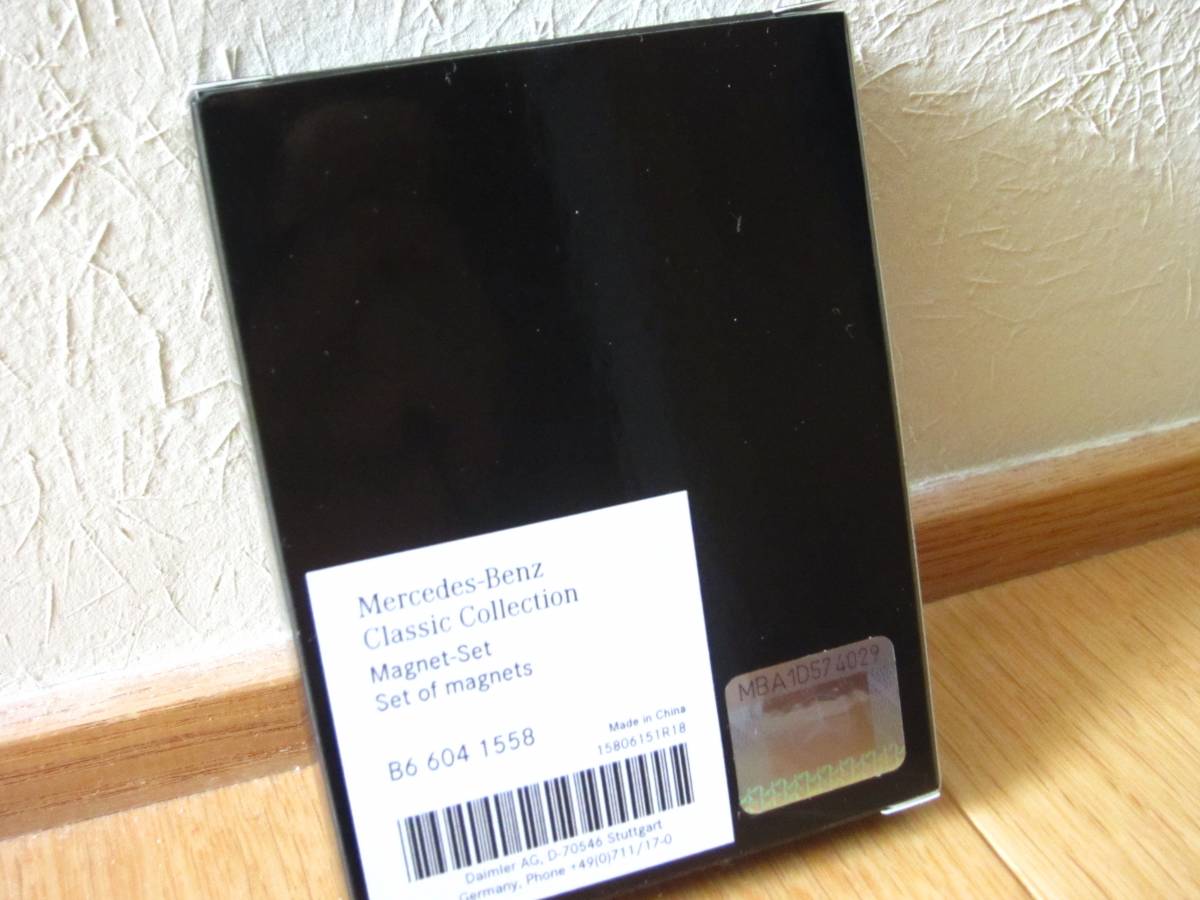 Mercedes-Benz
Classic Collection
Magnet-Set
Set of magnets
B6 604 1558
Made in China
15806151R18
Daimler AG, D-70546 Stuttgart
Germany, Phone +49(0)711/17-0
MBA1D574029